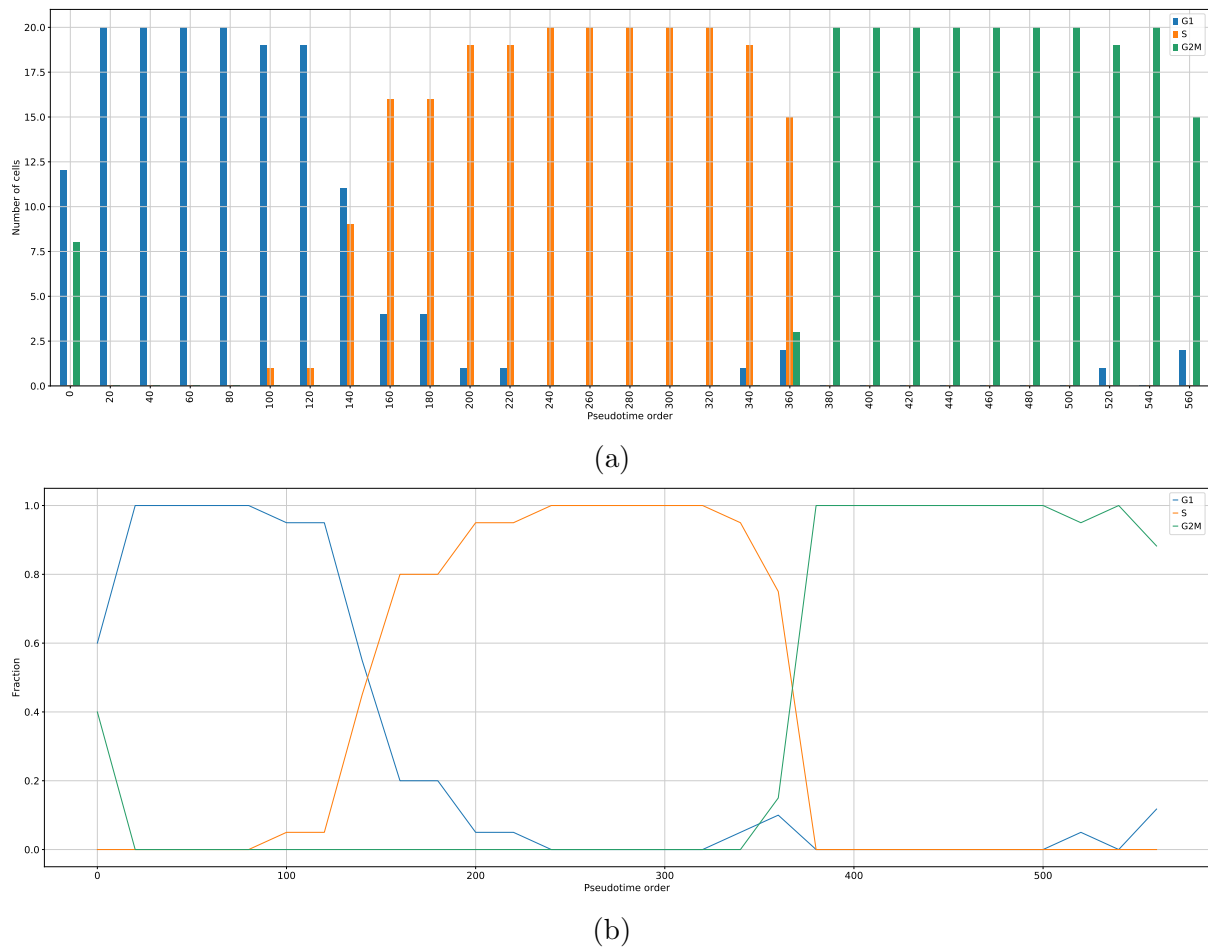 20.0
17.5
15.0
12.5
10.0
7.5
5.0
2.5
0.0
Number of cells
G1
S
G2M
0 20 40 60 80 100 120 140 160 180 200 220 240 260 280 300 320 340 360 380 400 420 440 460 480 500 520 540 560
Pseudotime order
(a)
1.0
0.8
0.6
0.4
0.2
0.0
Fraction
G1
S
G2M
0 100 200 300 400 500
Pseudotime order
(b)